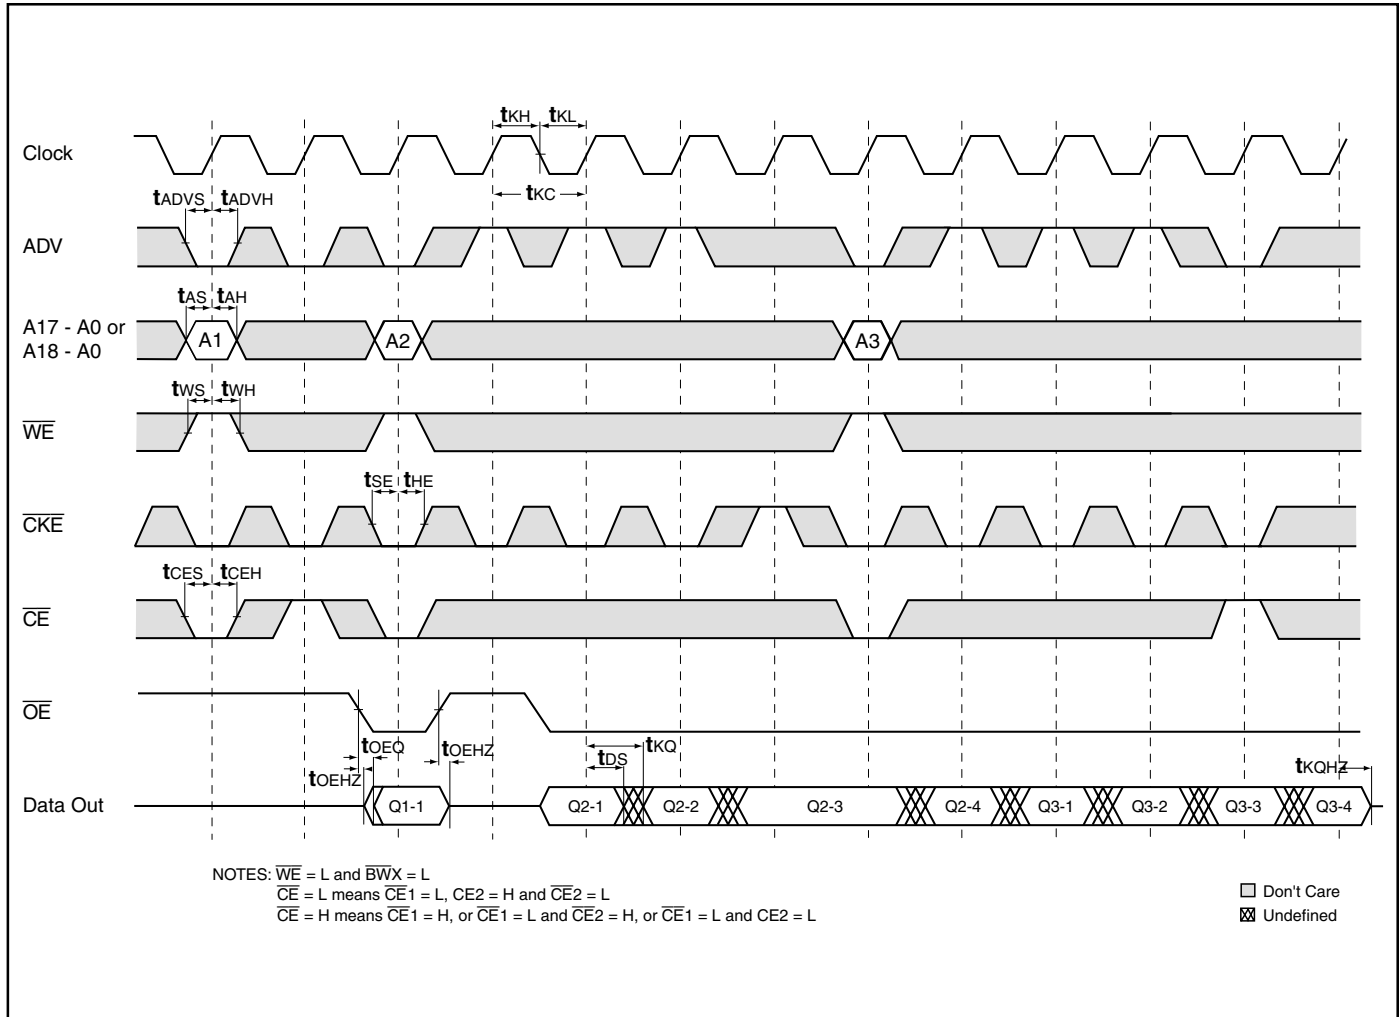 tKH tKL
Clock
tKC
tADVS tADVH
ADV
tAS tAH
A17 - A0 or
A18 - A0
A1 A2 A3
tWS tWH
WE
tSE tHE
CKE
tCES tCEH
CE
OE
tOEQ tOEHZ tKQ
tDS
tOEHZ tKQHZ
Data Out Q1-1 Q2-1 Q2-2 Q2-3 Q2-4 Q3-1 Q3-2 Q3-3 Q3-4
NOTES: WE = L and BWX = L
CE = L means CE1 = L, CE2 = H and CE2 = L
CE = H means CE1 = H, or CE1 = L and CE2 = H, or CE1 = L and CE2 = L
Don't Care
Undefined